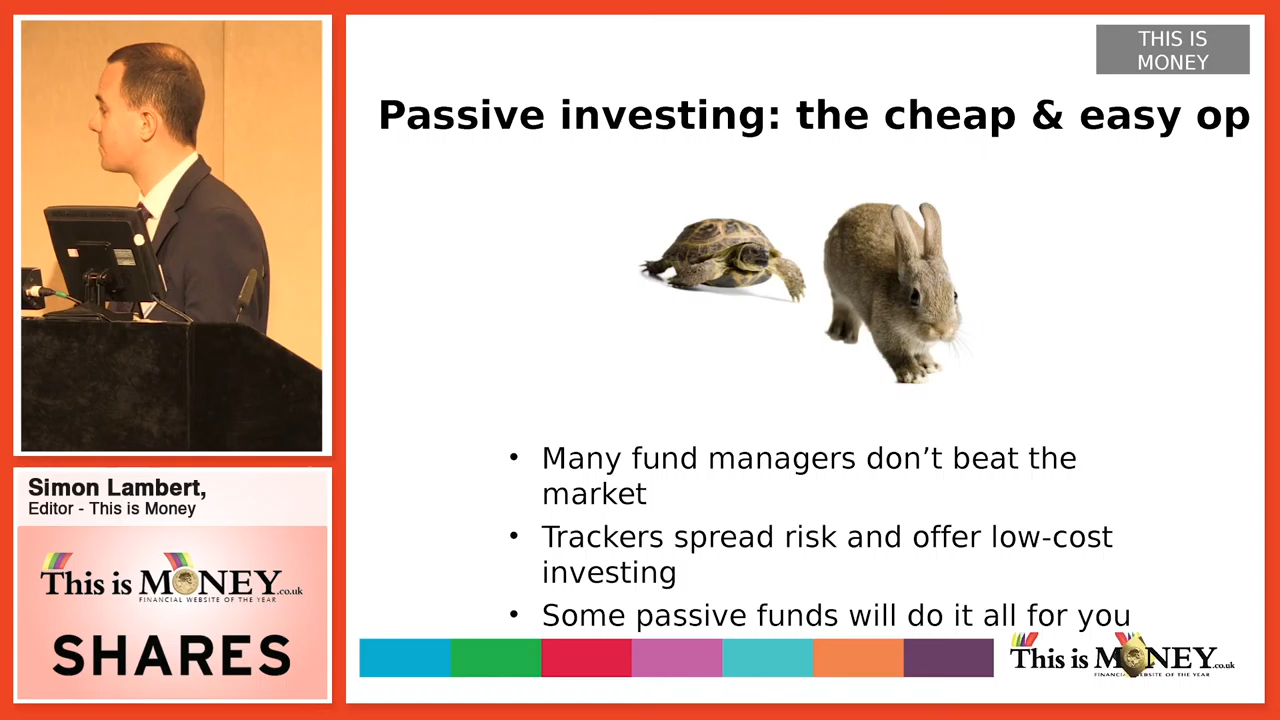 THIS IS
MONEY
Passive investing: the cheap & easy op
Many fund managers don’t beat the
market
Trackers spread risk and offer low-cost
investing
Some passive funds will do it all for you
This is MONEY.co.uk
Simon Lambert,
Editor - This is Money
This is MONEY.co.uk
FINANCIAL WEBSITE OF THE YEAR
SHARES